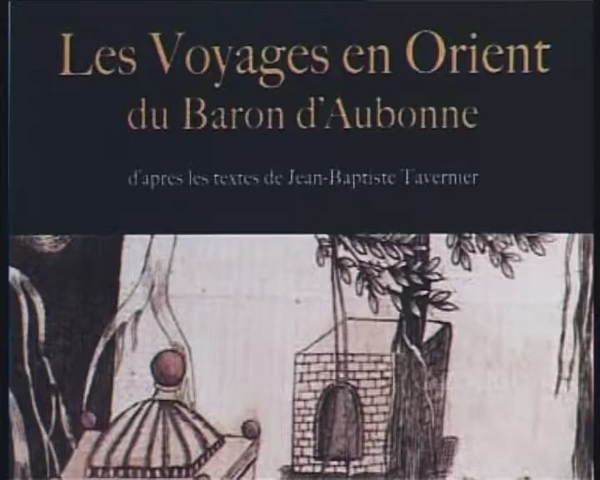 Les Voyages en Orient
du Baron d'Aubonne
d'apres les textes de Jean-Baptiste Tavernier